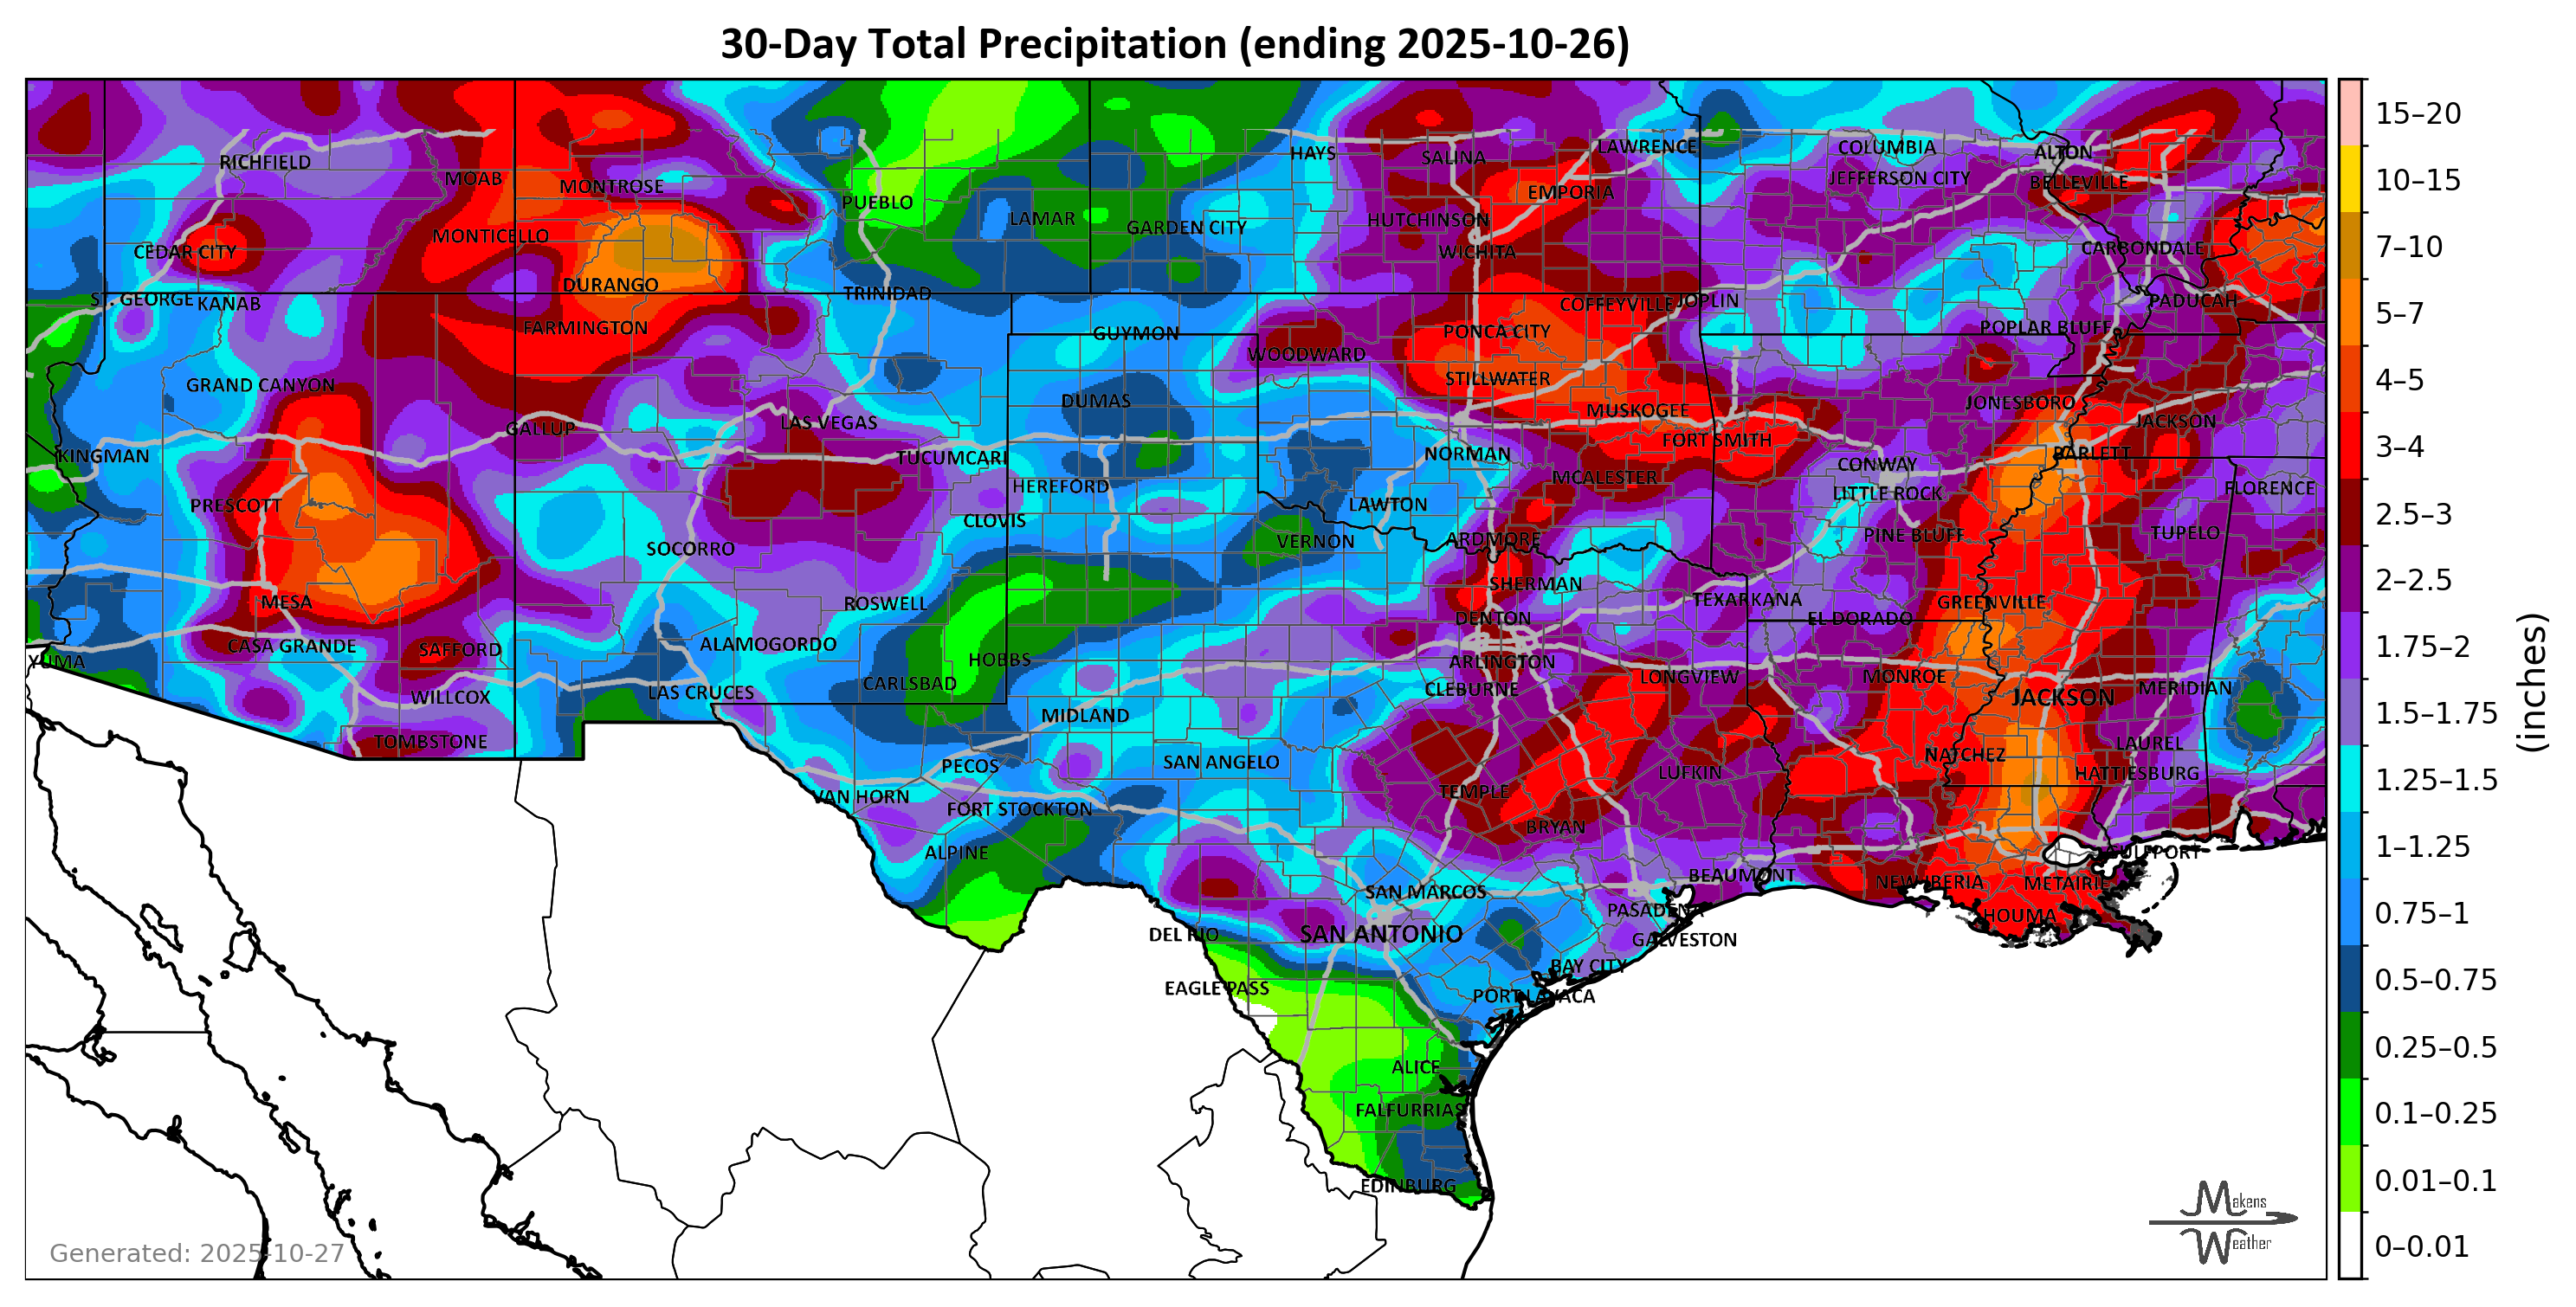 30-Day Total Precipitation (ending 2025-10-26)
RICHFIELD
MOAB
MONTROSE
PUEBLO
LAMAR
HAYS
SALINA
LAWRENCE
COLUMBIA
ALTON
GARDEN CITY
HUTCHINSON
EMPORIA
JEFFERSON CITY
BELLEVILLE
CEDAR CITY
MONTICELLO
WICHITA
CARBONDALE
ST. GEORGE
KANAB
DURANGO
TRINIDAD
COFFEYVILLE
JOPLIN
PADUCAH
FARMINGTON
GUYMON
PONCA CITY
POPLAR BLUFF
WOODWARD
GRAND CANYON
DUMAS
STILLWATER
MUSKOGEE
JONESBORO
JACKSON
GALLUP
LAS VEGAS
FORT SMITH
KINGMAN
TUCUMCARI
NORMAN
CONWAY
BARLETT
PRESCOTT
HEREFORD
LAWTON
MCALESTER
LITTLE ROCK
FLORENCE
CLOVIS
SOCORRO
VERNON
ARDMORE
PINE BLUFF
TUPELO
MESA
ROSWELL
SHERMAN
DENTON
TEXARKANA
GREENVILLE
CASA GRANDE
SAFFORD
ALAMOGORDO
EL DORADO
YUMA
HOBBS
ARLINGTON
WILLCOX
LAS CRUCES
CARLSBAD
CLEBURNE
LONGVIEW
MONROE
JACKSON
MERIDIAN
TOMBSTONE
MIDLAND
PECOS
SAN ANGELO
NATCHEZ
LAUREL
VAN HORN
FORT STOCKTON
TEMPLE
LUFKIN
HATTIESBURG
ALPINE
BRYAN
GULFPORT
SAN MARCOS
BEAUMONT
NEW IBERIA
METAIRIE
DEL RIO
SAN ANTONIO
PASADENA
HOUMA
GALVESTON
EAGLE PASS
BAY CITY
PORT LAVACA
ALICE
FALFURRIAS
EDINBURG
15–20
10–15
7–10
5–7
4–5
3–4
2.5–3
2–2.5
1.75–2
1.5–1.75
1.25–1.5
1–1.25
0.75–1
0.5–0.75
0.25–0.5
0.1–0.25
0.01–0.1
0–0.01
(inches)
Generated: 2025-10-27
Makens
Weather